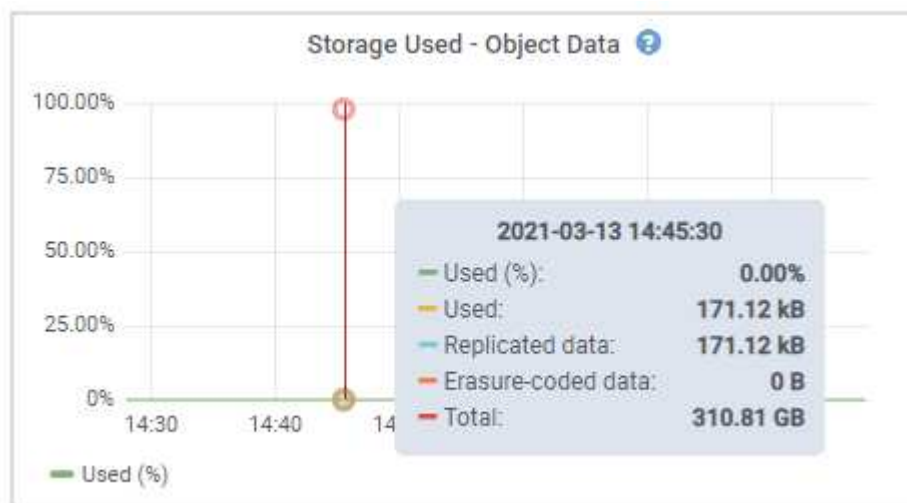 Storage Used - Object Data ?
100.00%
75.00%
50.00%
25.00%
0%
14:30 14:40
2021-03-13 14:45:30
Used (%): 0.00%
Used: 171.12 kB
Replicated data: 171.12 kB
Erasure-coded data: 0 B
Total: 310.81 GB
Used (%)